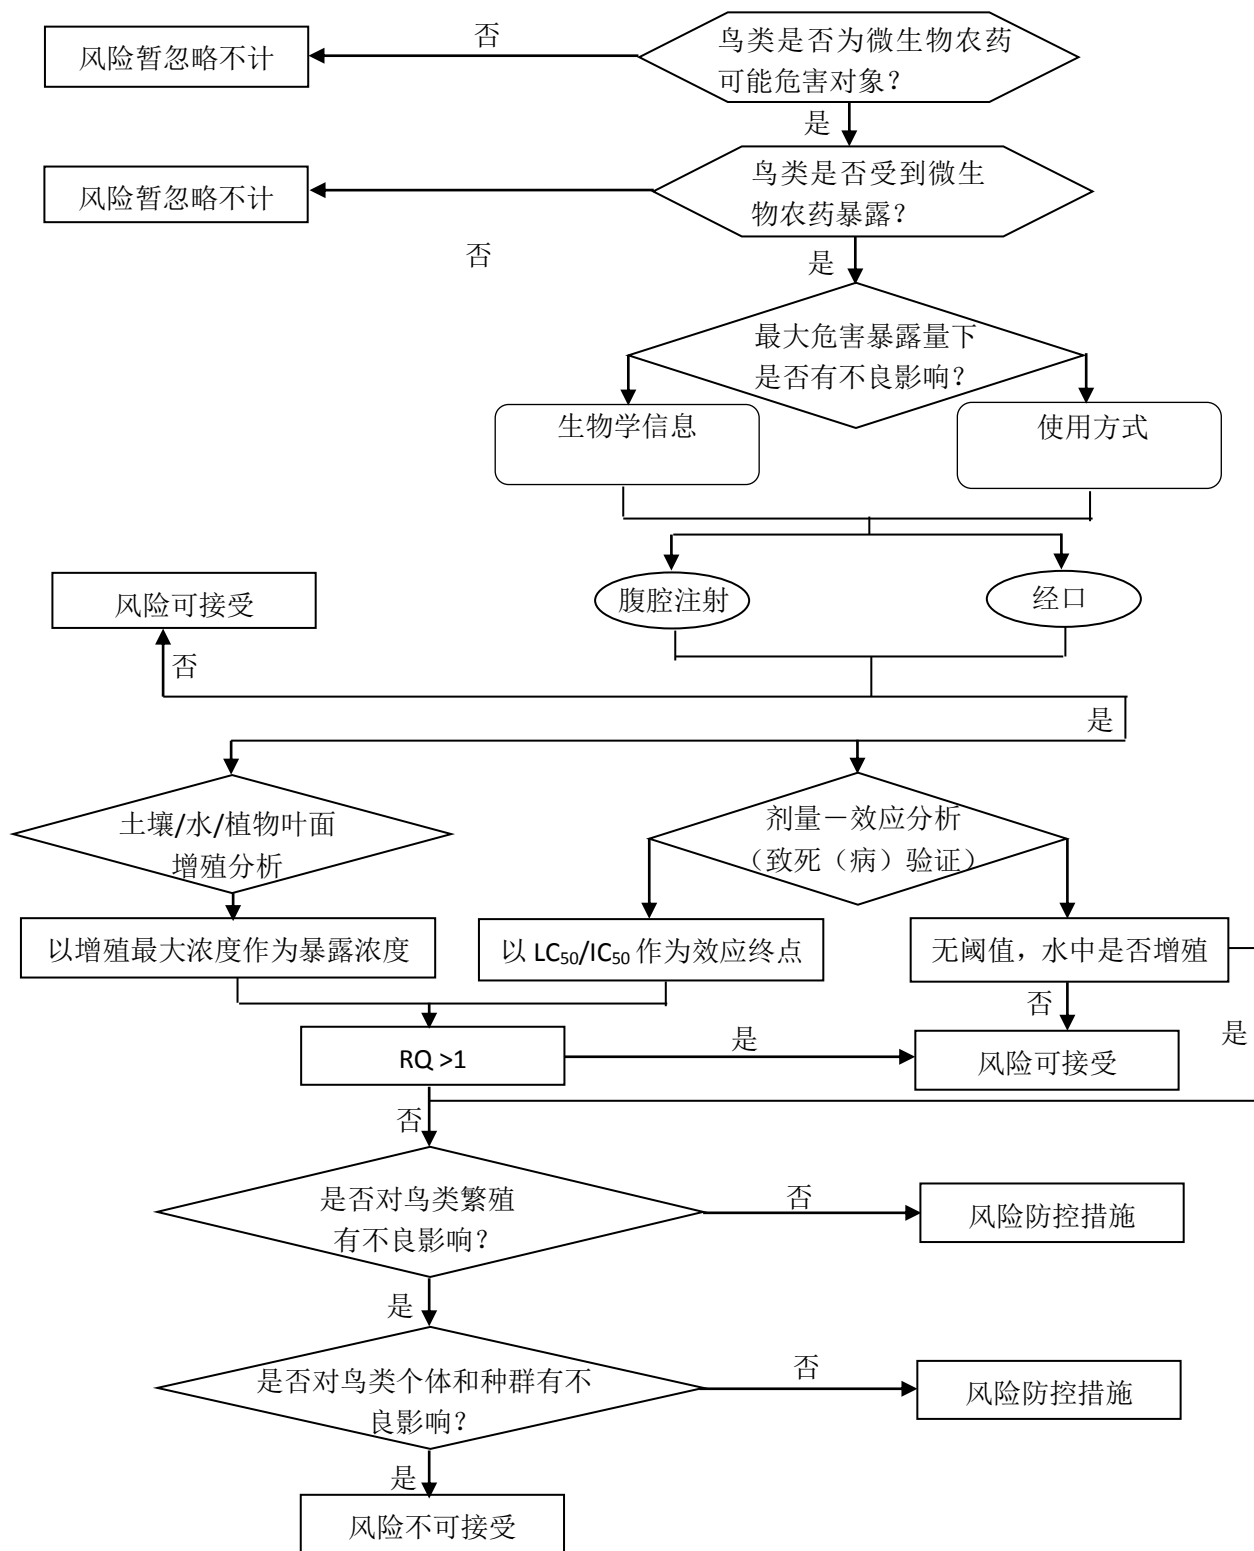 否
鸟类是否为微生物农药
可能危害对象？
风险暂忽略不计
是
鸟类是否受到微生
物农药暴露？
风险暂忽略不计
否
是
最大危害暴露量下
是否有不良影响？
生物学信息
使用方式
腹腔注射
经口
风险可接受
否
是
土壤/水/植物叶面
增殖分析
剂量－效应分析
（致死（病）验证）
以增殖最大浓度作为暴露浓度
以 LC₅₀/IC₅₀ 作为效应终点
无阈值，水中是否增殖
否
是
RQ >1
是
风险可接受
否
是否对鸟类繁殖
有不良影响？
否
风险防控措施
是
是否对鸟类个体和种群有不
良影响？
否
风险防控措施
是
风险不可接受